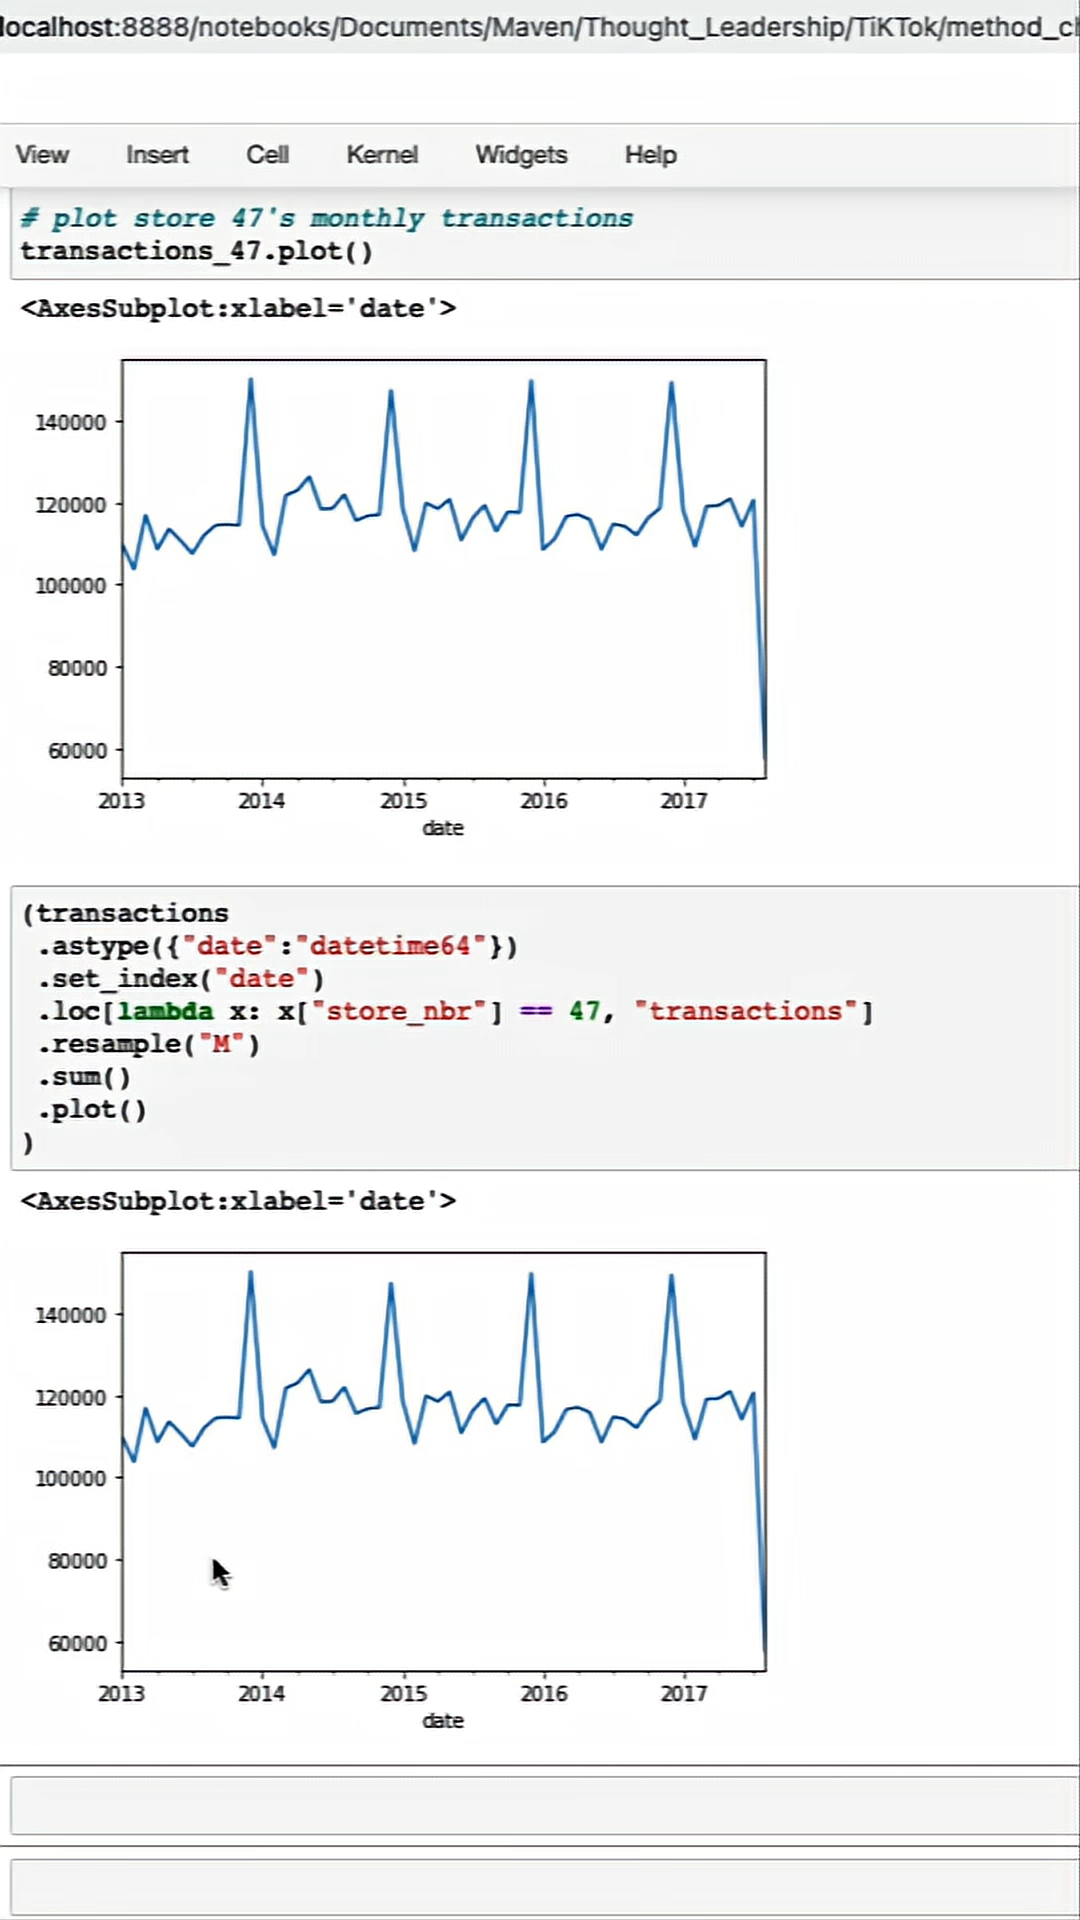 localhost:8888/notebooks/Documents/Maven/Thought_Leadership/TiKTok/method_ch
View Insert Cell Kernel Widgets Help
# plot store 47's monthly transactions
transactions_47.plot()
<AxesSubplot:xlabel='date'>
140000
120000
100000
80000
60000
2013 2014 2015 2016 2017
date
(transactions
.astype({"date":"datetime64"})
.set_index("date")
.loc[lambda x: x["store_nbr"] == 47, "transactions"]
.resample("M")
.sum()
.plot()
)
<AxesSubplot:xlabel='date'>
140000
120000
100000
80000
60000
2013 2014 2015 2016 2017
date